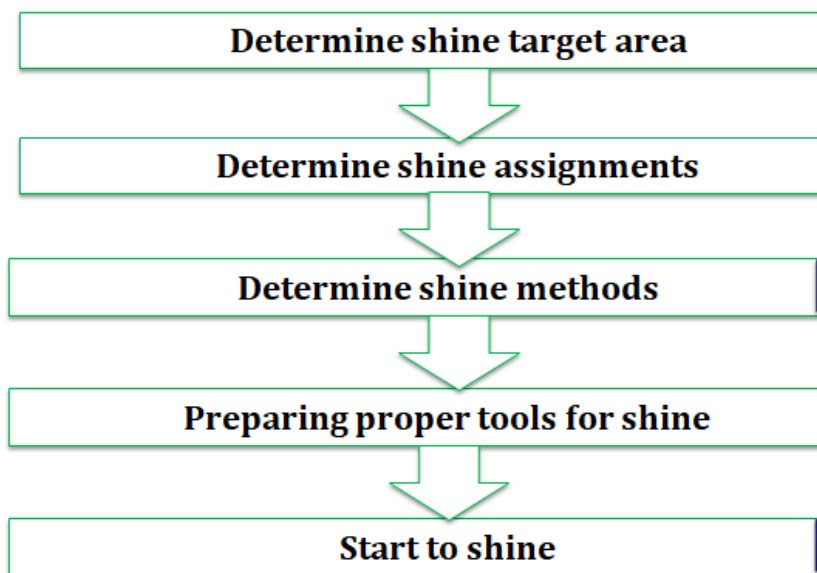 Determine shine target area
Determine shine assignments
Determine shine methods
Preparing proper tools for shine
Start to shine